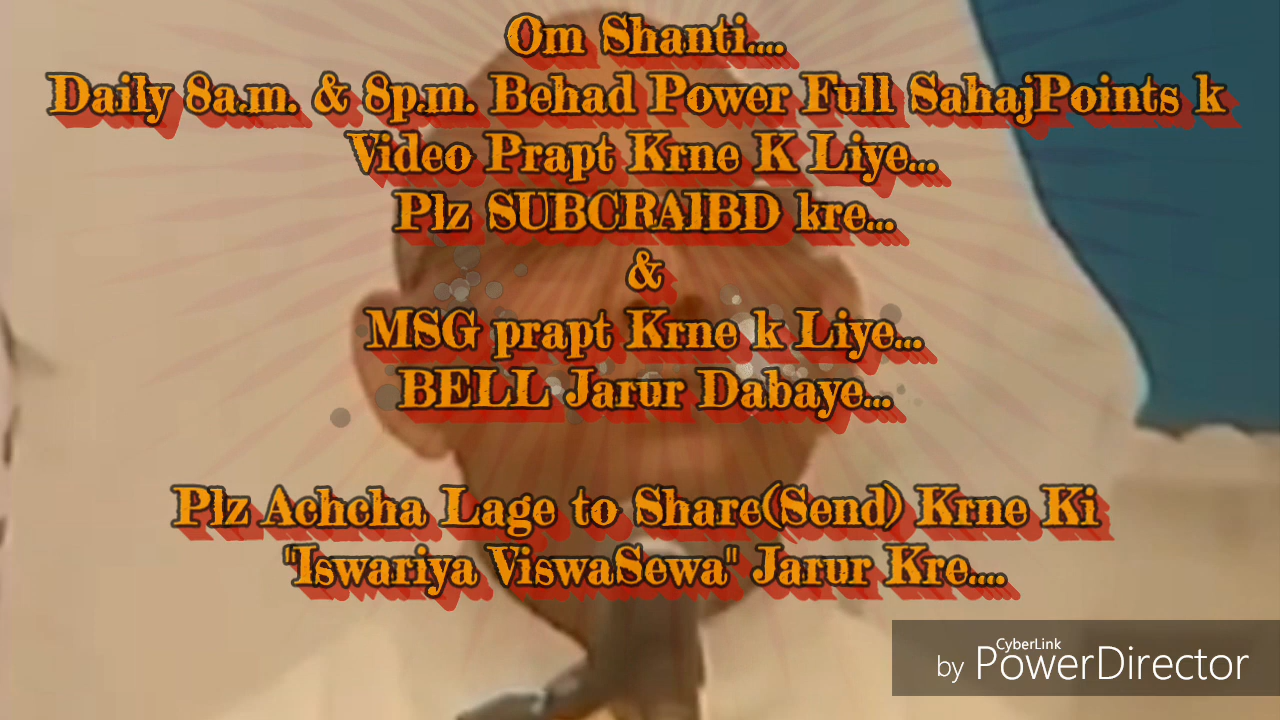 Om Shanti....
Daily 8a.m. & 8p.m. Behad Power Full SahajPoints k
Video Prapt Krne K Liye...
Plz SUBCRAIBD kre...
&
MSG prapt Krne k Liye...
BELL Jarur Dabaye...
Plz Achcha Lage to Share(Send) Krne Ki
"Iswariya ViswaSewa" Jarur Kre....
CyberLink
by PowerDirector